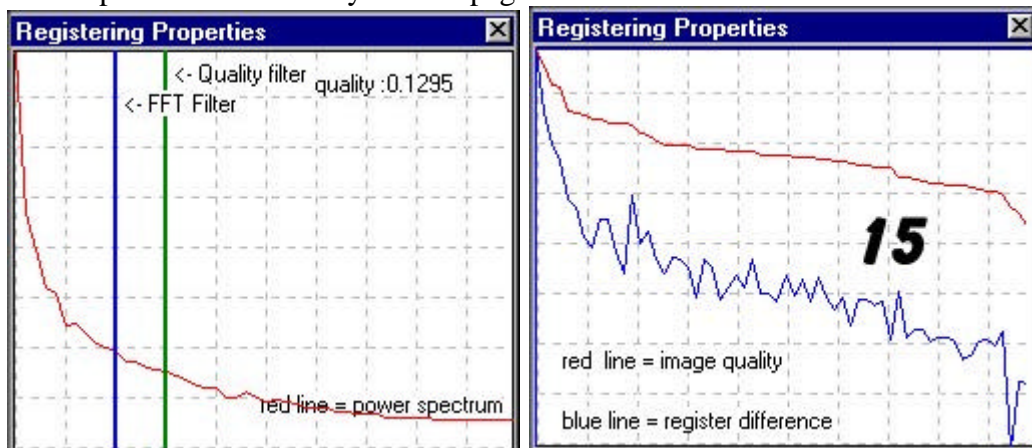 Registering Properties
<- Quality filter
quality :0.1295
<- FFT Filter
red line = power spectrum
Registering Properties
15
red line = image quality
blue line = register difference